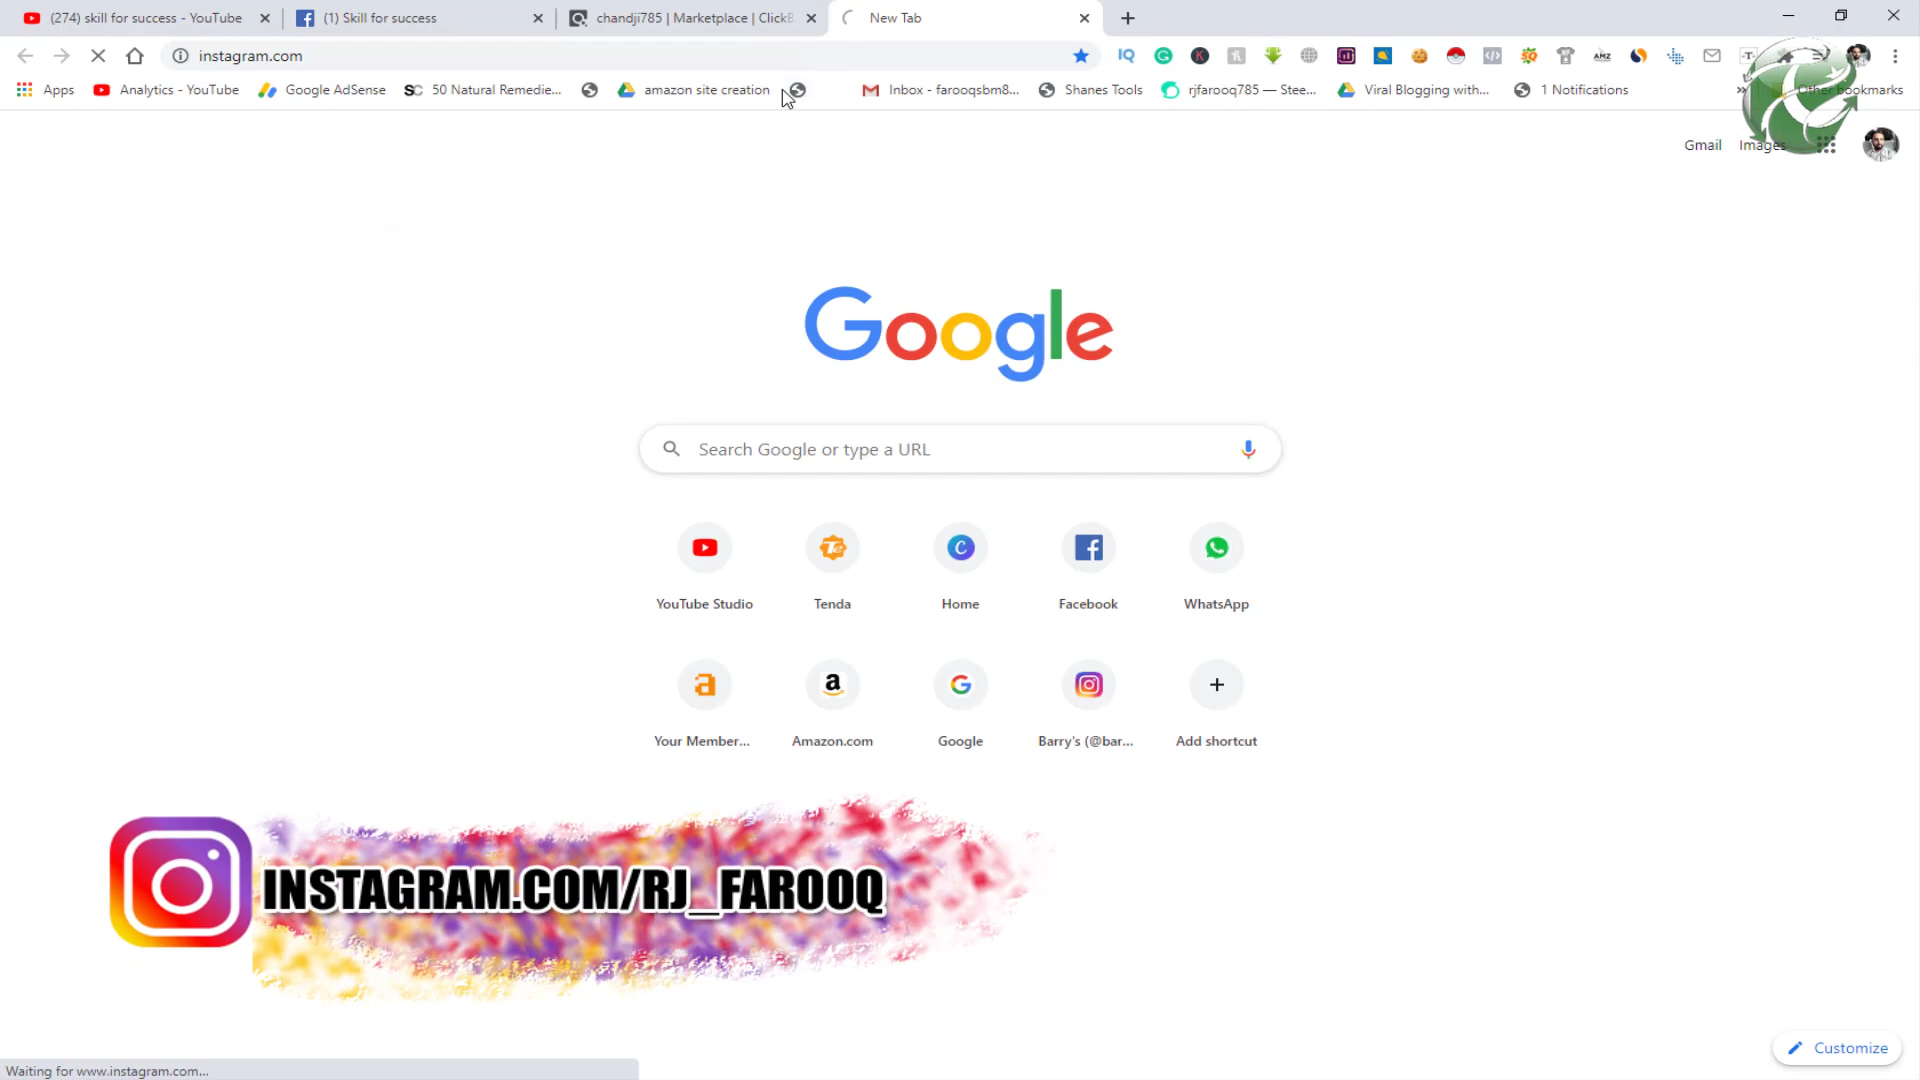 (274) skill for success - YouTube
(1) Skill for success
chandji785 | Marketplace | ClickB
New Tab
instagram.com
Apps
Analytics - YouTube
Google AdSense
50 Natural Remedie...
amazon site creation
Inbox - farooqsbm8...
Shanes Tools
rjfarooq785 — Stee...
Viral Blogging with...
1 Notifications
Other bookmarks
Gmail
Images
Google
Search Google or type a URL
YouTube Studio
Tenda
Home
Facebook
WhatsApp
Your Member...
Amazon.com
Google
Barry's (@bar...
Add shortcut
INSTAGRAM.COM/RJ_FAROOQ
Customize
Waiting for www.instagram.com...